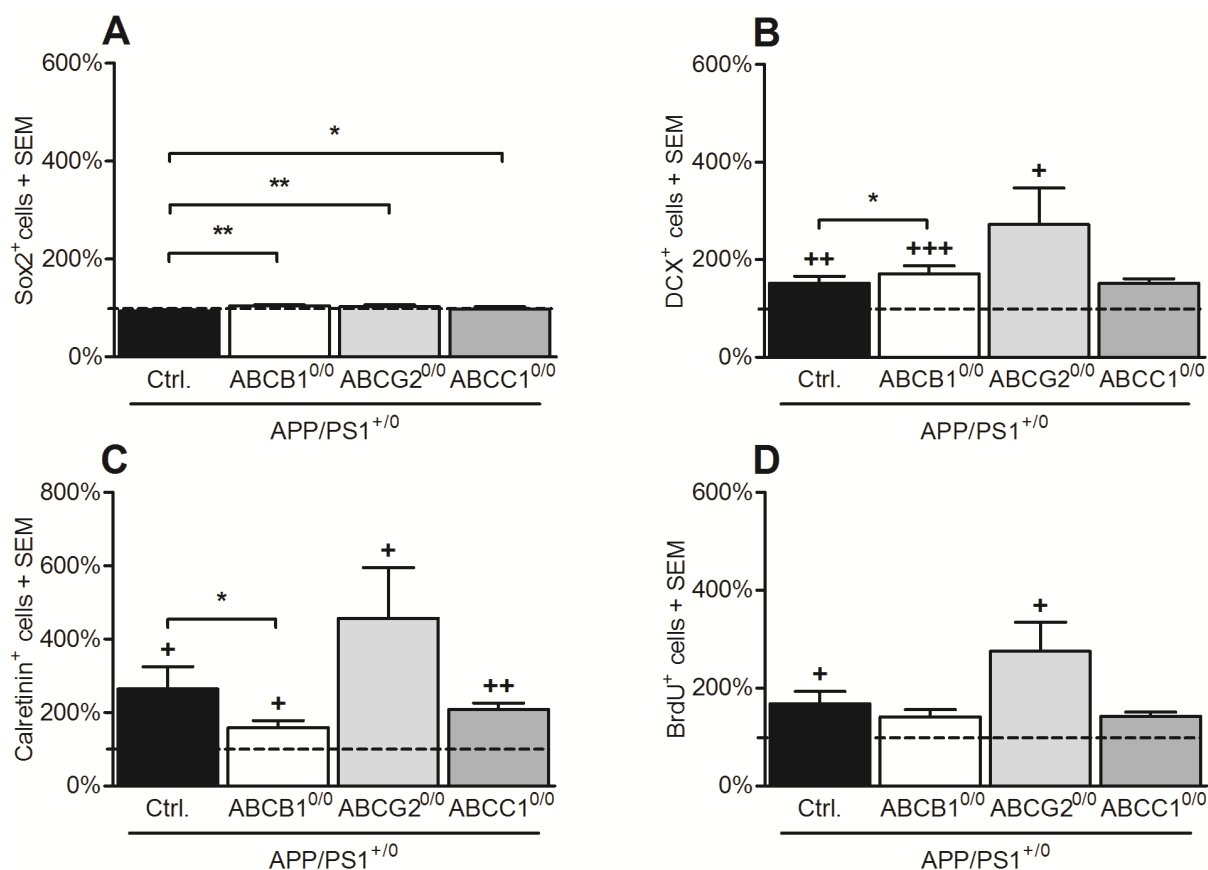 A
600%
400%
200%
0%
Sox2⁺ cells + SEM
*
**
**
Ctrl. ABCB1⁰/⁰ ABCG2⁰/⁰ ABCC1⁰/⁰
APP/PS1⁺/⁰
B
600%
400%
200%
0%
DCX⁺ cells + SEM
+
*
++ +++
Ctrl. ABCB1⁰/⁰ ABCG2⁰/⁰ ABCC1⁰/⁰
APP/PS1⁺/⁰
C
800%
600%
400%
200%
0%
Calretinin⁺ cells + SEM
+
*
+
+ ++
Ctrl. ABCB1⁰/⁰ ABCG2⁰/⁰ ABCC1⁰/⁰
APP/PS1⁺/⁰
D
600%
400%
200%
0%
BrdU⁺ cells + SEM
+
+
Ctrl. ABCB1⁰/⁰ ABCG2⁰/⁰ ABCC1⁰/⁰
APP/PS1⁺/⁰